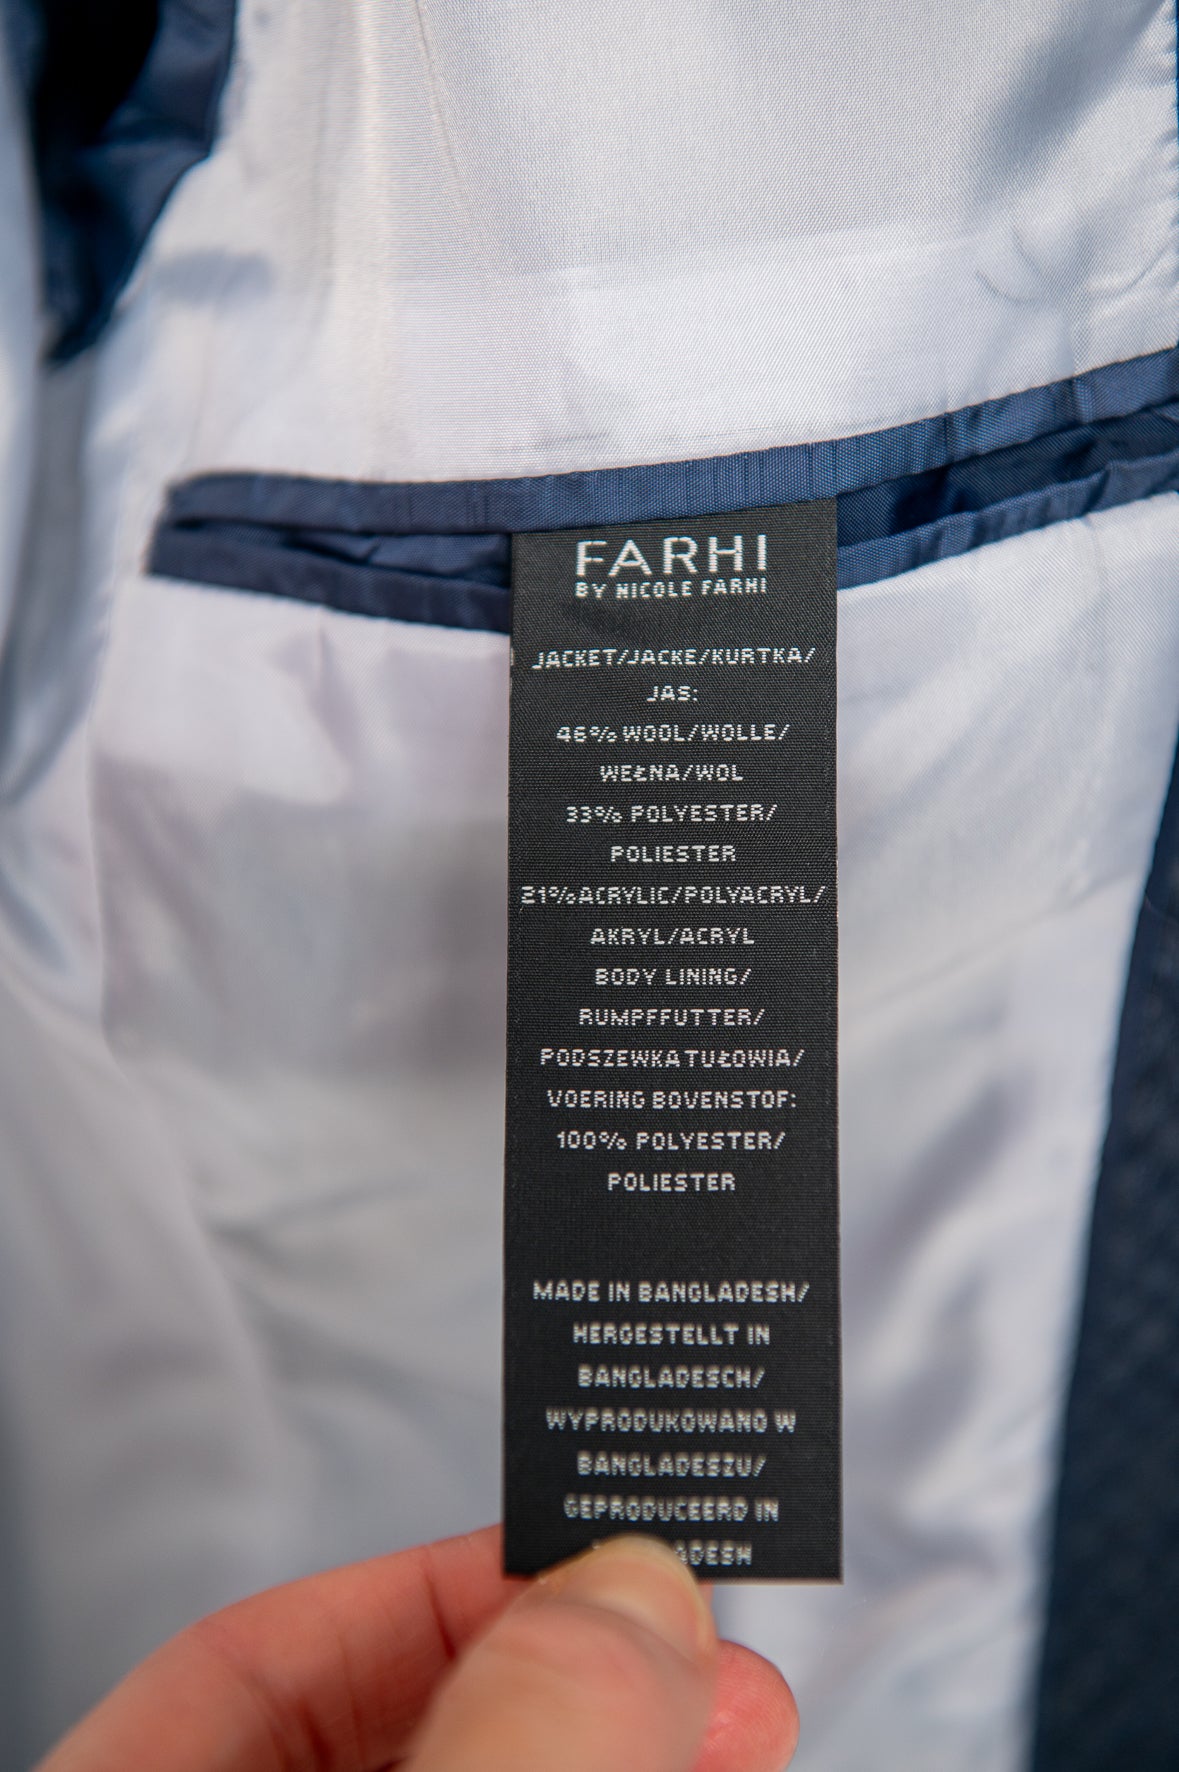 FARHI
BY NICOLE FARHI
JACKET/JACKE/KURTKA/
JAS:
46% WOOL/WOLLE/
WEŁNA/WOL
33% POLYESTER/
POLIESTER
21%ACRYLIC/POLYACRYL/
AKRYL/ACRYL
BODY LINING/
RUMPFFUTTER/
PODSZEWKA TUŁOWIA/
VOERING BOVENSTOF:
100% POLYESTER/
POLIESTER
MADE IN BANGLADESH/
HERGESTELLT IN
BANGLADESCH/
WYPRODUKOWANO W
BANGLADESZU/
GEPRODUCEERD IN